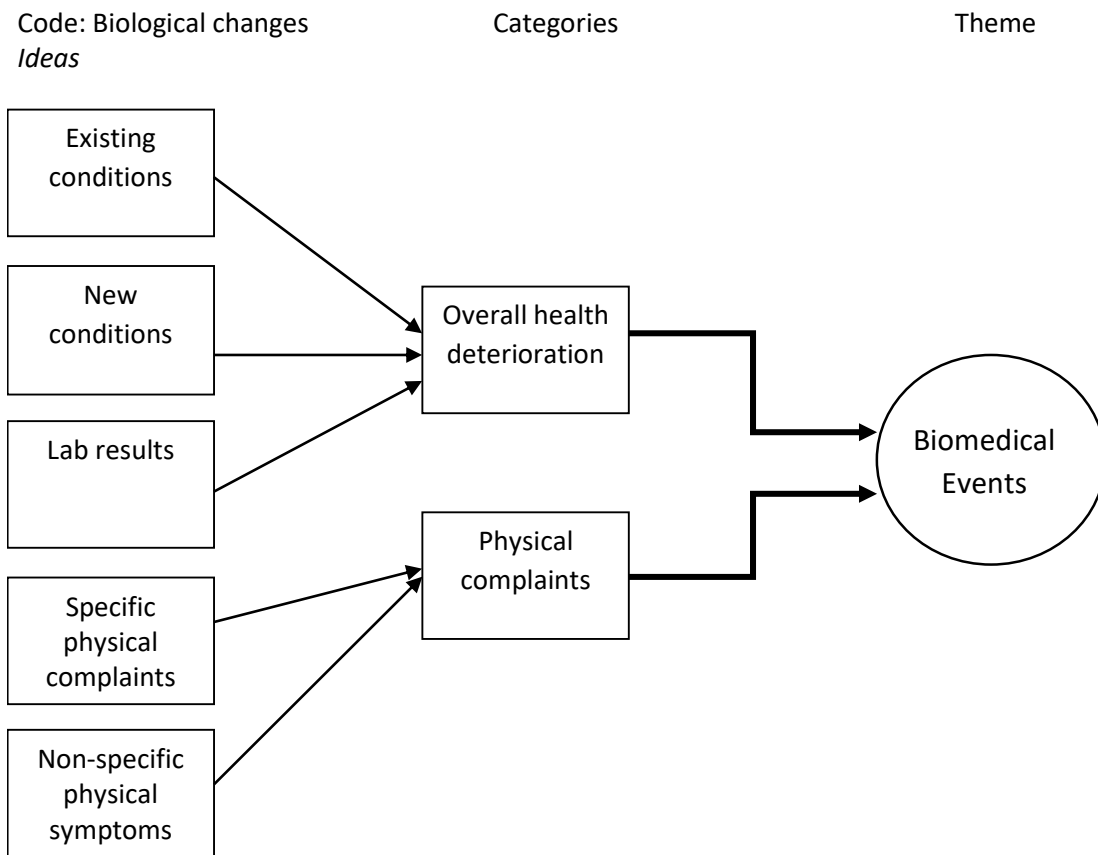 Code: Biological changes
Ideas
Categories
Theme
Existing
conditions
New
conditions
Lab results
Specific
physical
complaints
Non-specific
physical
symptoms
Overall health
deterioration
Physical
complaints
Biomedical
Events